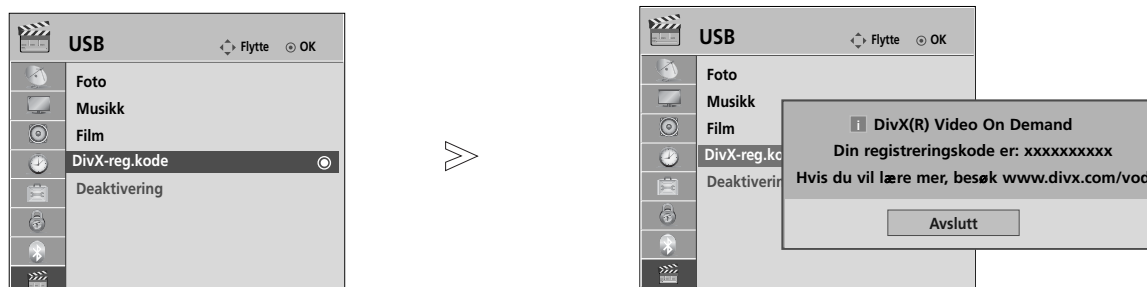 USB
Flytte
OK
Foto
Musikk
Film
DivX-reg.kode
Deaktivering
USB
Flytte
OK
Foto
Musikk
Film
DivX-reg.ko
Deaktiverin
i DivX(R) Video On Demand
Din registreringskode er: xxxxxxxxxx
Hvis du vil lære mer, besøk www.divx.com/vod
Avslutt